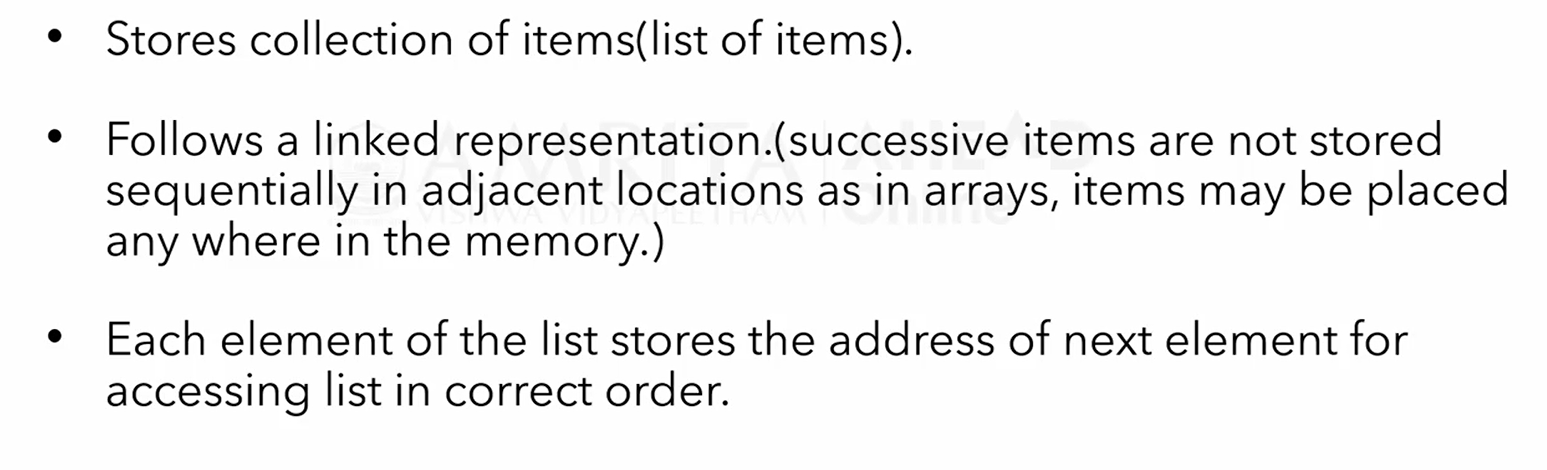 • Stores collection of items(list of items).
• Follows a linked representation.(successive items are not stored
sequentially in adjacent locations as in arrays, items may be placed
any where in the memory.)
• Each element of the list stores the address of next element for
accessing list in correct order.
AMRITA | AHEAD
VISHWA VIDYAPEETHAM | Online